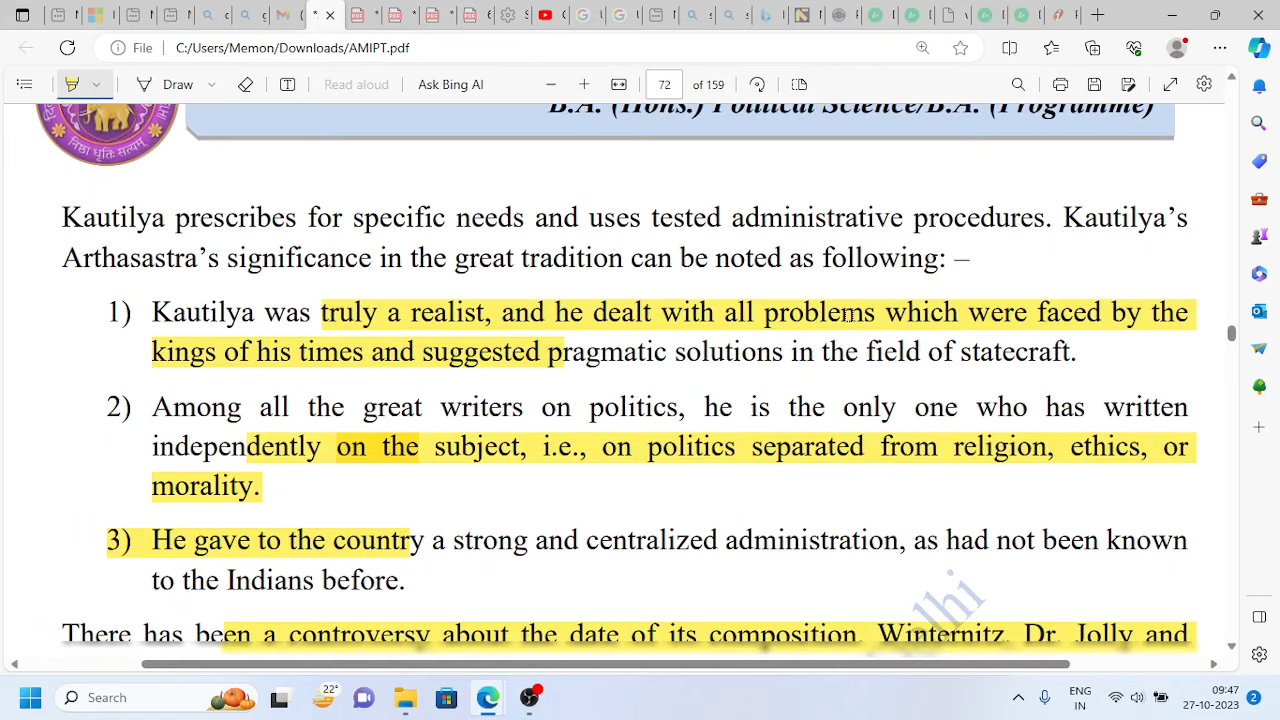 File
C:/Users/Memon/Downloads/AMIPT.pdf
Draw
Read aloud
Ask Bing AI
72
of 159
B.A. (Hons.) Political Science/B.A. (Programme)
निष्ठा धृतिः सत्यम्
Kautilya prescribes for specific needs and uses tested administrative procedures. Kautilya's
Arthasastra's significance in the great tradition can be noted as following: –
1) Kautilya was truly a realist, and he dealt with all problems which were faced by the
kings of his times and suggested pragmatic solutions in the field of statecraft.
2) Among all the great writers on politics, he is the only one who has written
independently on the subject, i.e., on politics separated from religion, ethics, or
morality.
3) He gave to the country a strong and centralized administration, as had not been known
to the Indians before.
There has been a controversy about the date of its composition. Winternitz, Dr. Jolly and
Search
22°
ENG
IN
09:47
27-10-2023
2